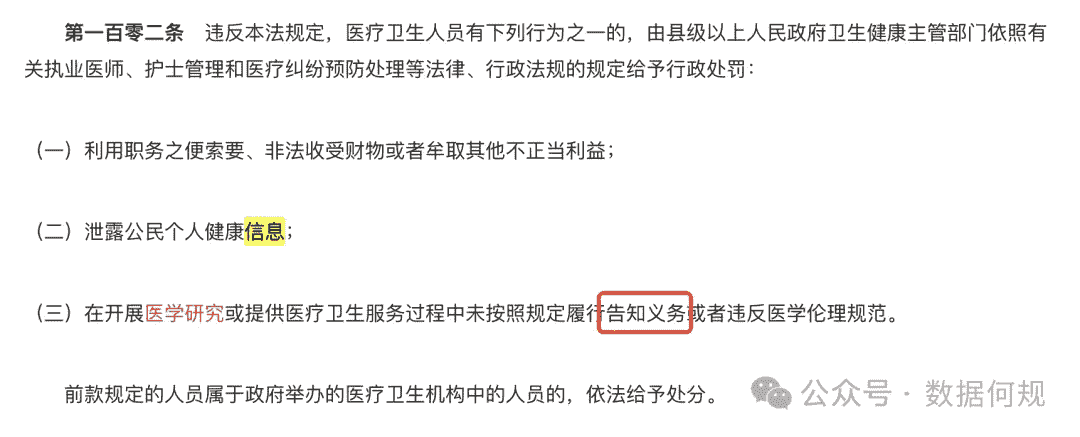 第一百零二条 违反本法规定，医疗卫生人员有下列行为之一的，由县级以上人民政府卫生健康主管部门依照有
关执业医师、护士管理和医疗纠纷预防处理等法律、行政法规的规定给予行政处罚：
（一）利用职务之便索要、非法收受财物或者牟取其他不正当利益；
（二）泄露公民个人健康信息；
（三）在开展医学研究或提供医疗卫生服务过程中未按照规定履行告知义务或者违反医学伦理规范。
前款规定的人员属于政府举办的医疗卫生机构中的人员的，依法给予处分。
公众号·数据何规